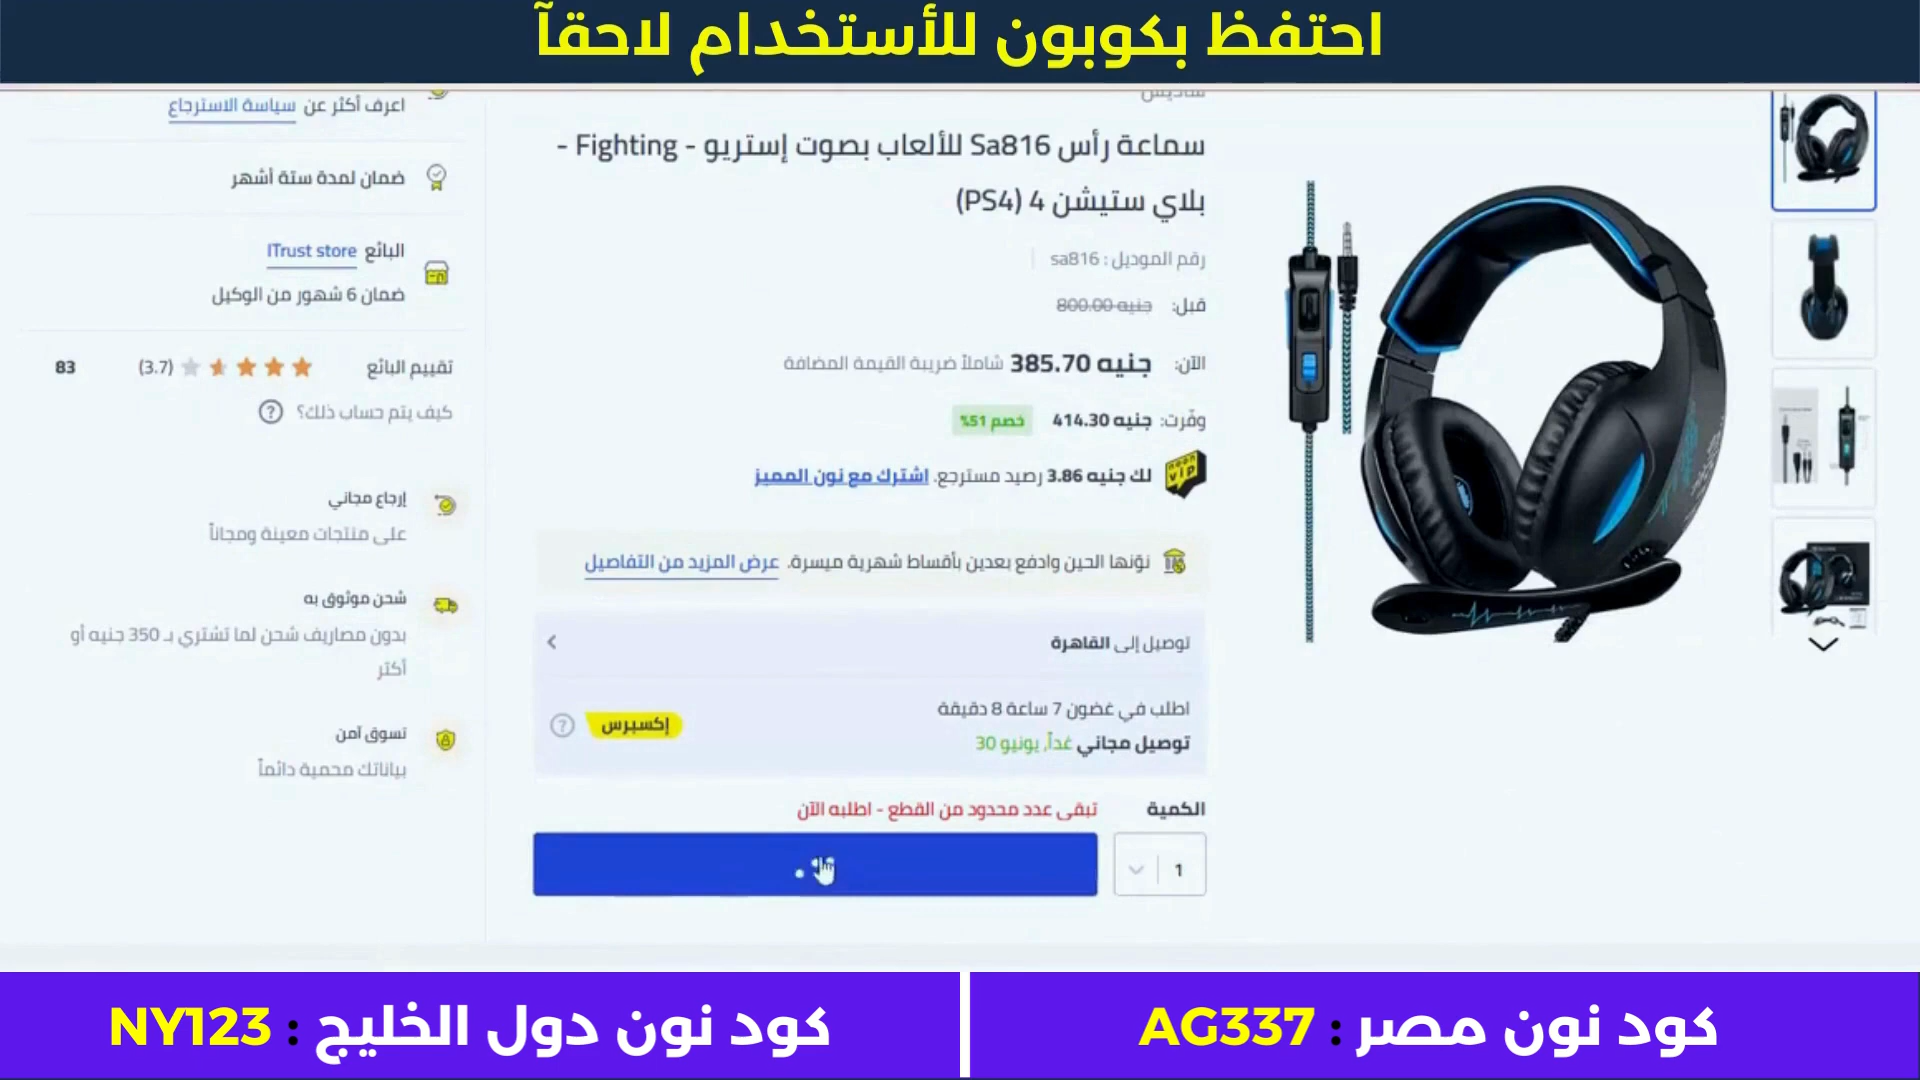 احتفظ بكوبون للأستخدام لاحقآ
ساديس
سماعة رأس Sa816 للألعاب بصوت إستريو - Fighting -
بلاي ستيشن 4 (PS4)
رقم الموديل : sa816
قبل: جنيه 800.00
الآن: جنيه 385.70 شاملاً ضريبة القيمة المضافة
وفّرت: جنيه 414.30 خصم 51%
noon vip لك جنيه 3.86 رصيد مسترجع. اشترك مع نون المميز
نوّنها الحين وادفع بعدين بأقساط شهرية ميسرة. عرض المزيد من التفاصيل
توصيل إلى القاهرة
اطلب في غضون 7 ساعة 8 دقيقة
توصيل مجاني غداً, يونيو 30
إكسبرس
الكمية تبقى عدد محدود من القطع - اطلبه الآن
1
اعرف أكثر عن سياسة الاسترجاع
ضمان لمدة ستة أشهر
البائع ITrust store
ضمان 6 شهور من الوكيل
تقييم البائع (3.7) 83
كيف يتم حساب ذلك؟
إرجاع مجاني
على منتجات معينة ومجاناً
شحن موثوق به
بدون مصاريف شحن لما تشتري بـ 350 جنيه أو
أكثر
تسوق آمن
بياناتك محمية دائماً
كود نون مصر : AG337
كود نون دول الخليج : NY123